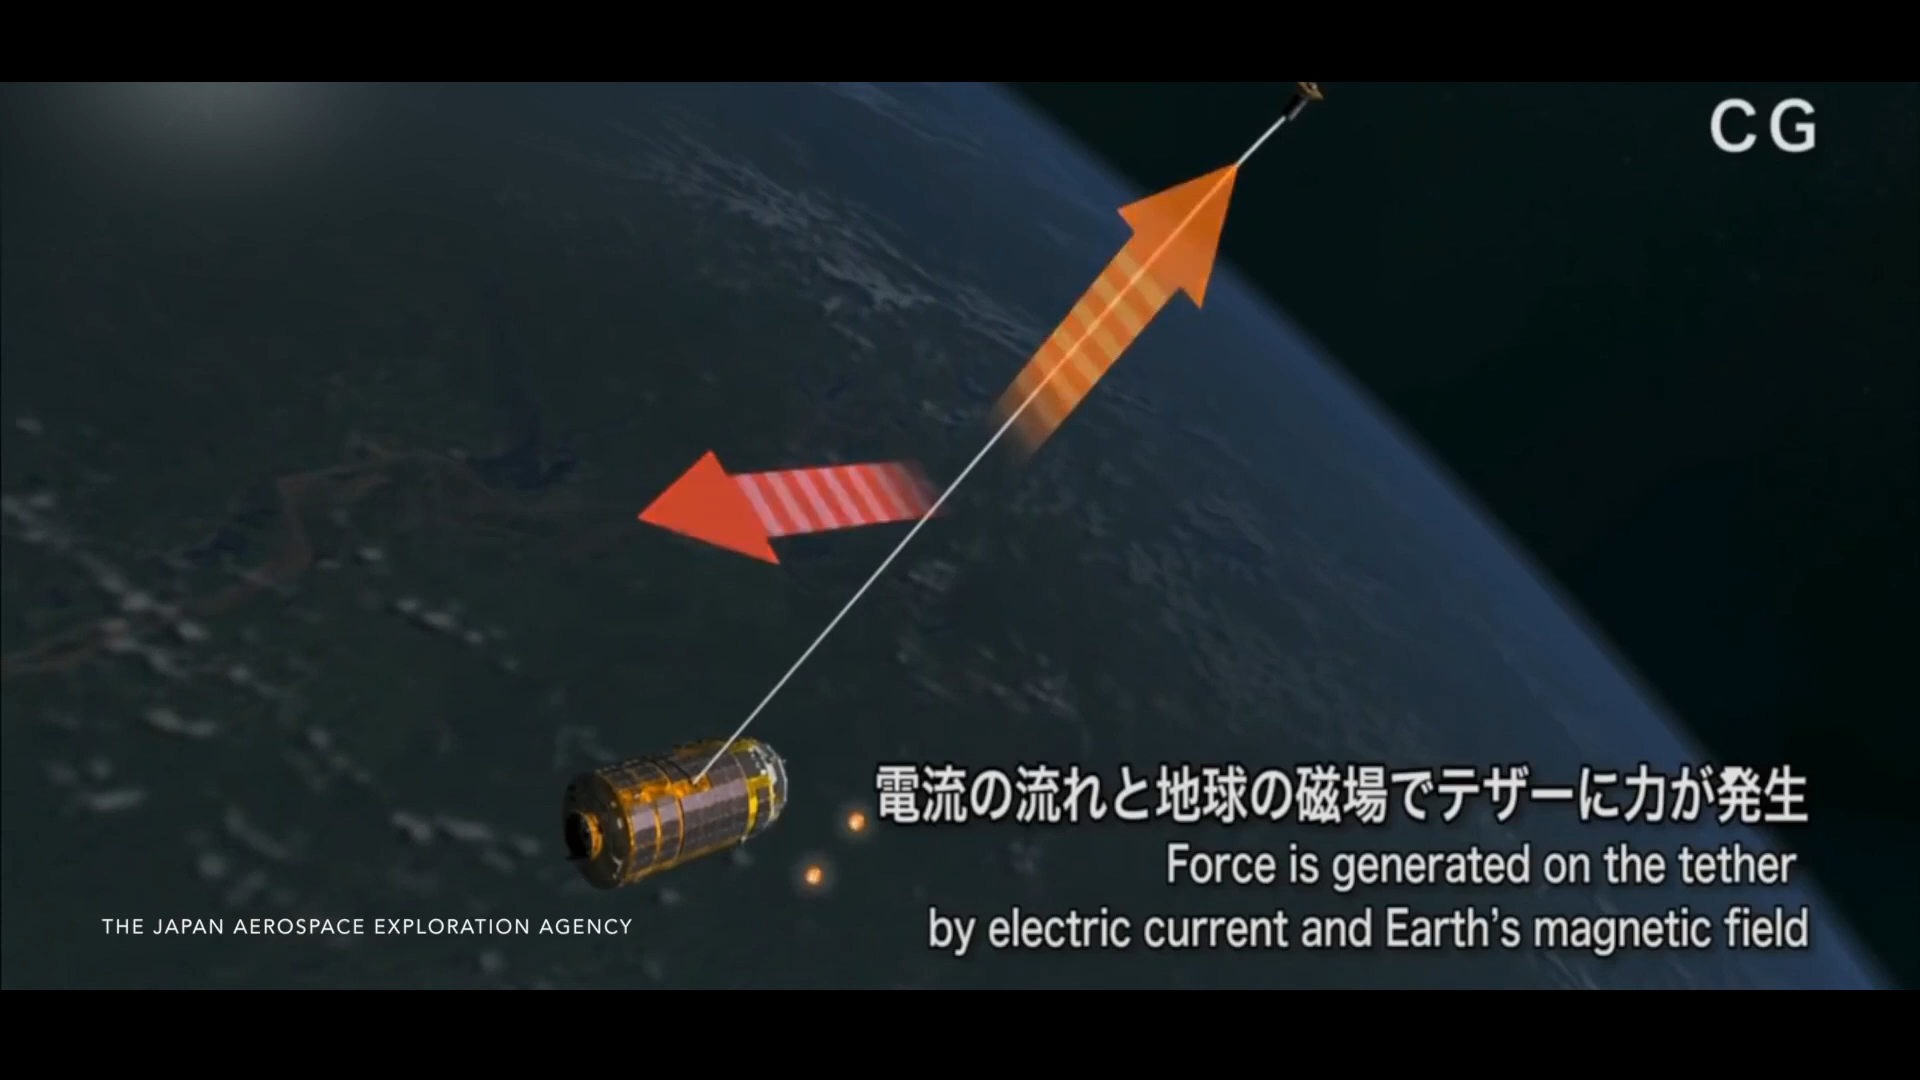 CG
電流の流れと地球の磁場でテザーに力が発生
Force is generated on the tether
by electric current and Earth's magnetic field
THE JAPAN AEROSPACE EXPLORATION AGENCY